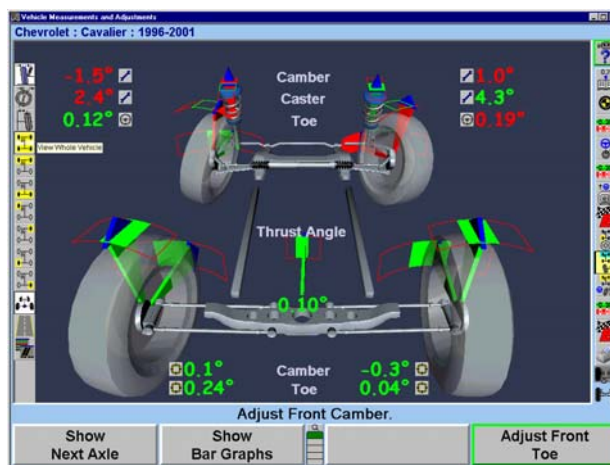 Vehicle Measurements and Adjustments
Chevrolet : Cavalier : 1996-2001
-1.5° Camber 1.0°
2.4° Caster 4.3°
0.12° Toe 0.19°
View Whole Vehicle
Thrust Angle
0.10°
0.1° Camber -0.3°
0.24° Toe 0.04°
Adjust Front Camber.
Show Show Adjust Front
Next Axle Bar Graphs Toe